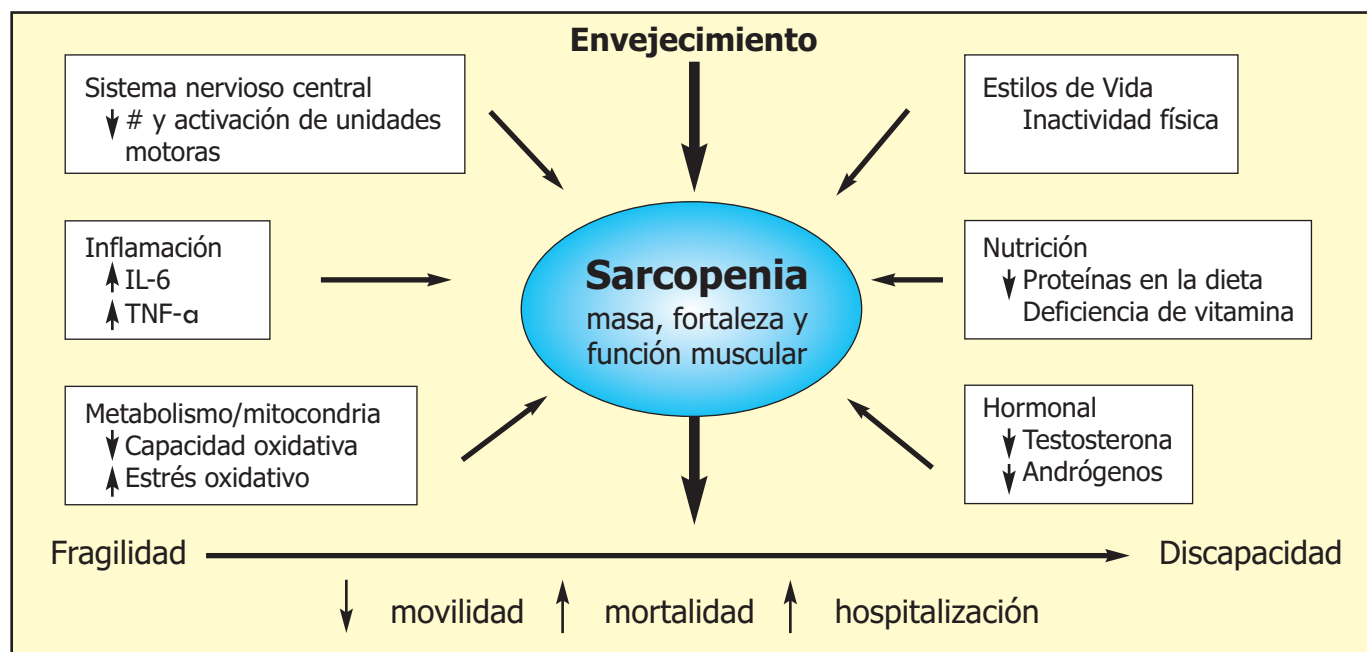 Envejecimiento
Sistema nervioso central
↓ # y activación de unidades
motoras
Estilos de Vida
Inactividad física
Inflamación
↑ IL-6
↑ TNF-α
Sarcopenia
masa, fortaleza y
función muscular
Nutrición
↓ Proteínas en la dieta
Deficiencia de vitamina
Metabolismo/mitocondria
↓ Capacidad oxidativa
↑ Estrés oxidativo
Hormonal
↓ Testosterona
↓ Andrógenos
Fragilidad
Discapacidad
↓ movilidad ↑ mortalidad ↑ hospitalización